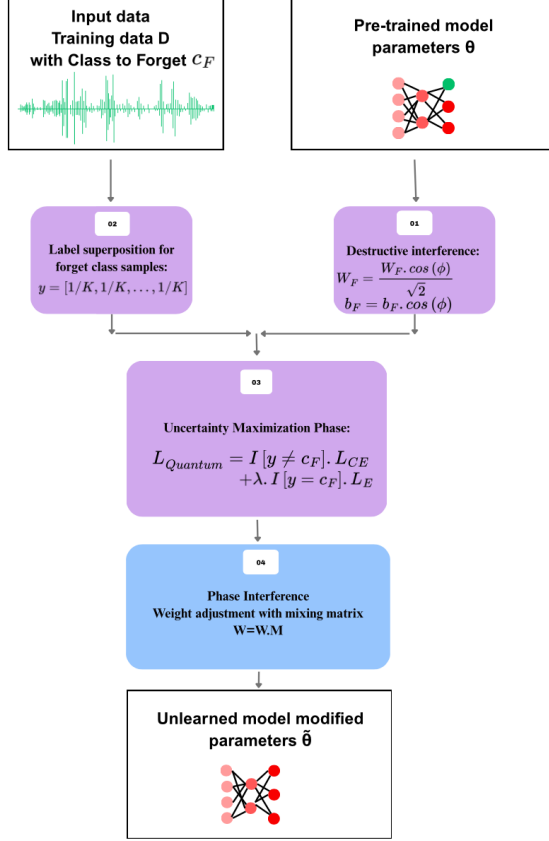 Input data
Training data D
with Class to Forget c_F
Pre-trained model
parameters θ
02
Label superposition for
forget class samples:
y = [1/K, 1/K, . . . , 1/K]
01
Destructive interference:
W_F = W_F . cos (ϕ) / √2
b_F = b_F . cos (ϕ)
03
Uncertainty Maximization Phase:
L_Quantum = I [y ≠ c_F] . L_CE
+λ. I [y = c_F] . L_E
04
Phase Interference
Weight adjustment with mixing matrix
W=W.M
Unlearned model modified
parameters θ̃